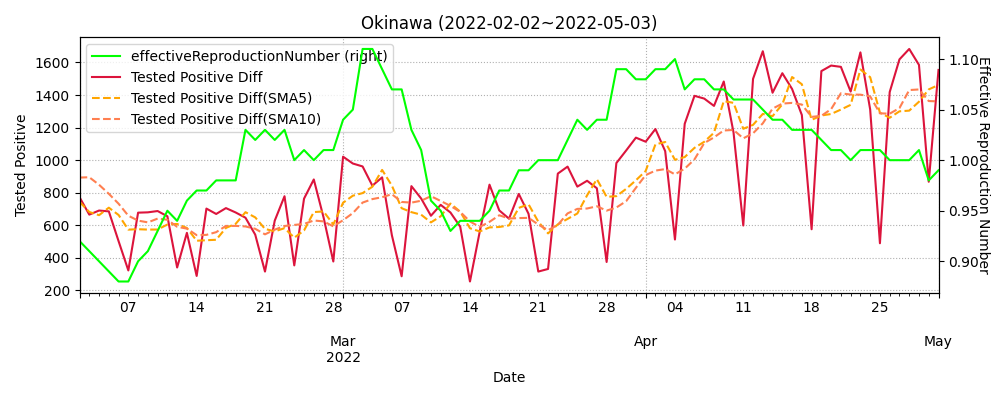 Okinawa (2022-02-02~2022-05-03)
effectiveReproductionNumber (right)
Tested Positive Diff
Tested Positive Diff(SMA5)
Tested Positive Diff(SMA10)
Tested Positive
1600
1400
1200
1000
800
600
400
200
1.10
1.05
1.00
0.95
0.90
Effective Reproduction Number
07 14 21 28 07 14 21 28 04 11 18 25
Mar Apr May
2022
Date